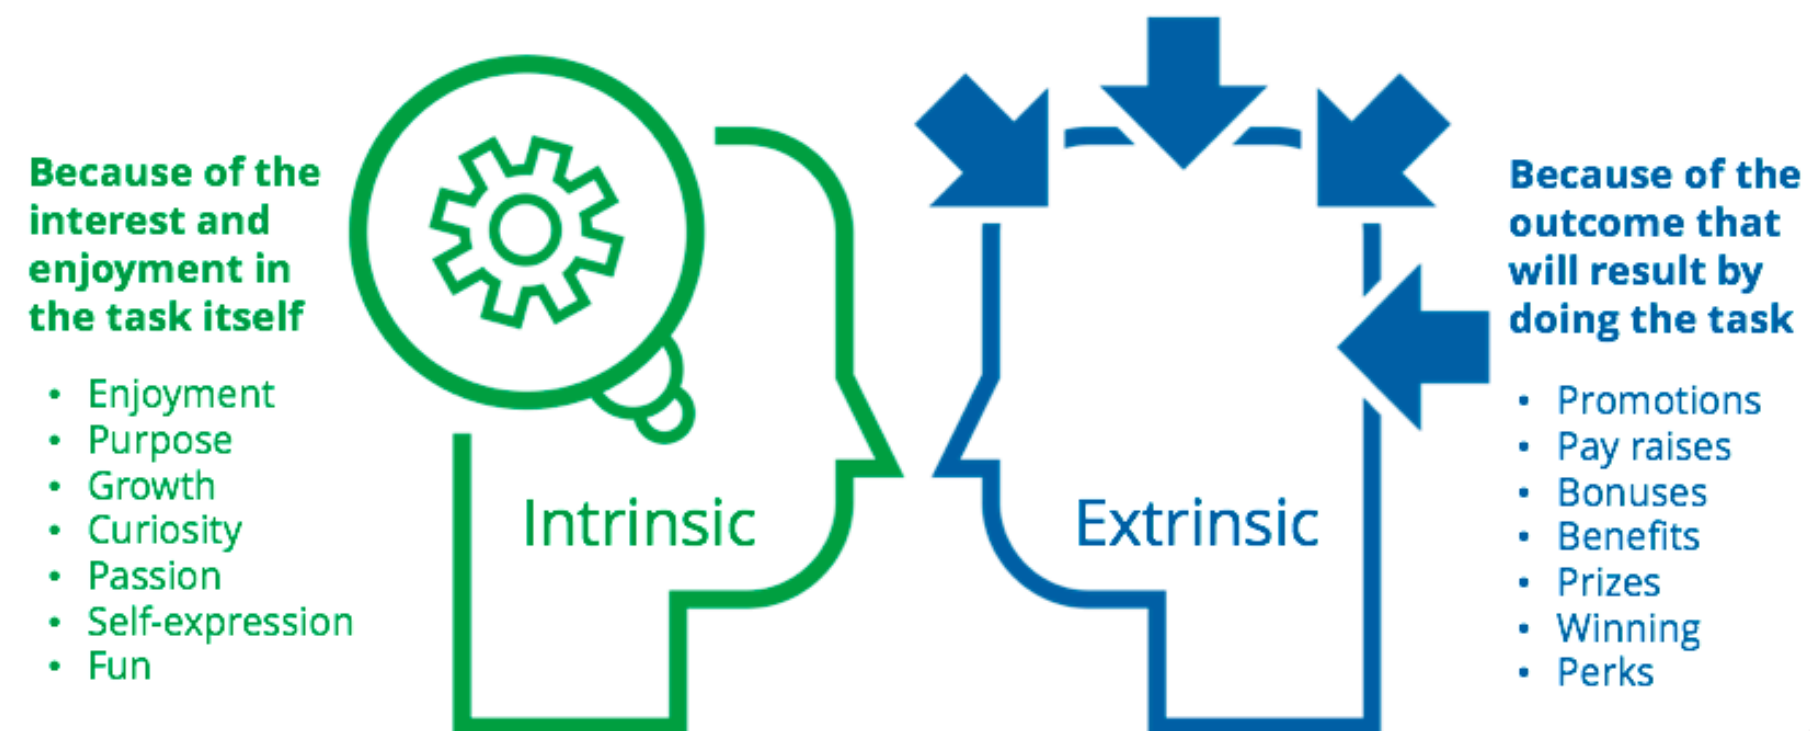 Because of the
interest and
enjoyment in
the task itself
• Enjoyment
• Purpose
• Growth
• Curiosity
• Passion
• Self-expression
• Fun
Intrinsic
Extrinsic
Because of the
outcome that
will result by
doing the task
• Promotions
• Pay raises
• Bonuses
• Benefits
• Prizes
• Winning
• Perks